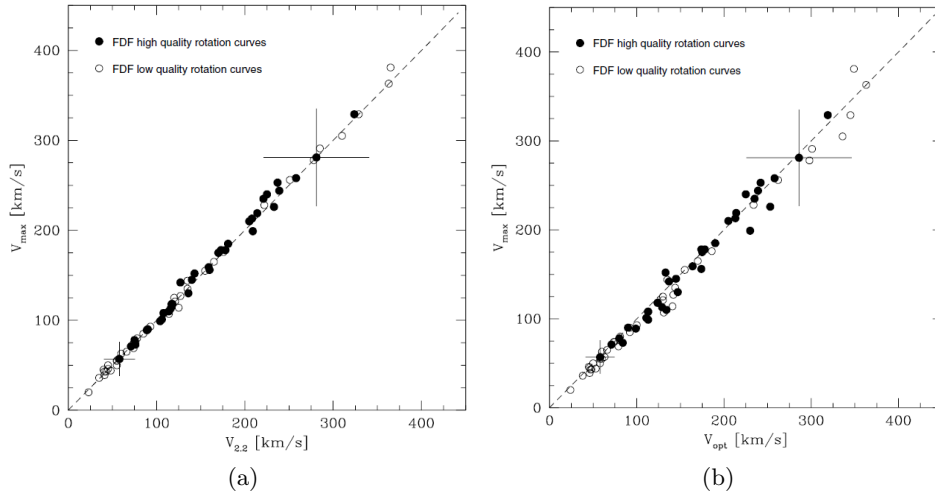 FDF high quality rotation curves
FDF low quality rotation curves
400
300
200
100
0
V_max [km/s]
0 100 200 300 400
V_2.2 [km/s]
(a)
FDF high quality rotation curves
FDF low quality rotation curves
400
300
200
100
0
V_max [km/s]
0 100 200 300 400
V_opt [km/s]
(b)